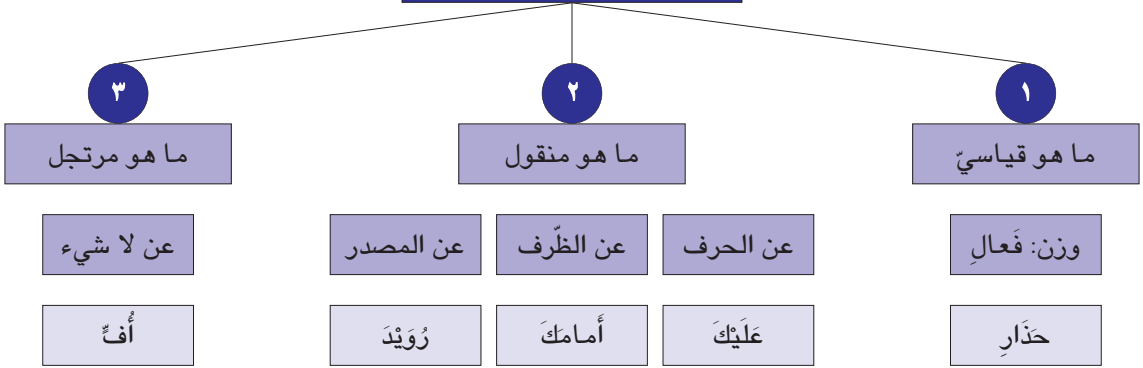 ١ ٢ ٣
ما هو قياسيّ ما هو منقول ما هو مرتجل
وزن: فَعالِ عن الحرف عن الظّرف عن المصدر عن لا شيء
حَذَارِ عَلَيْكَ أَمامَكَ رُوَيْدَ أُفٍّ